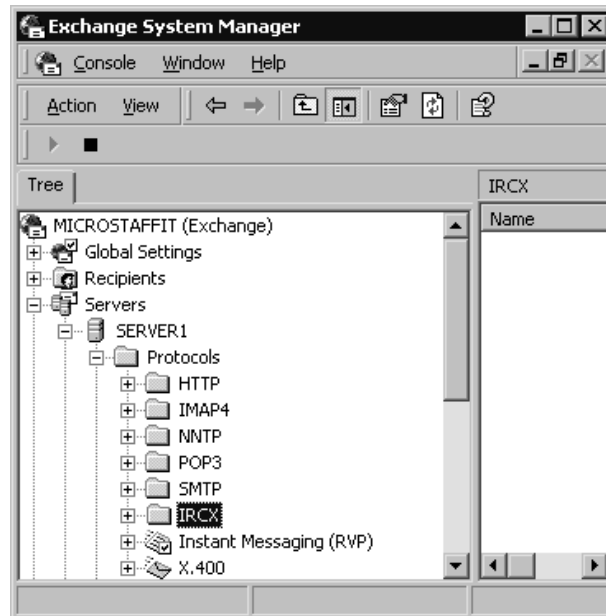 Exchange System Manager
Console Window Help
Action View
Tree
IRCX
MICROSTAFFIT (Exchange)
Name
Global Settings
Recipients
Servers
SERVER1
Protocols
HTTP
IMAP4
NNTP
POP3
SMTP
IRCX
Instant Messaging (RVP)
X.400